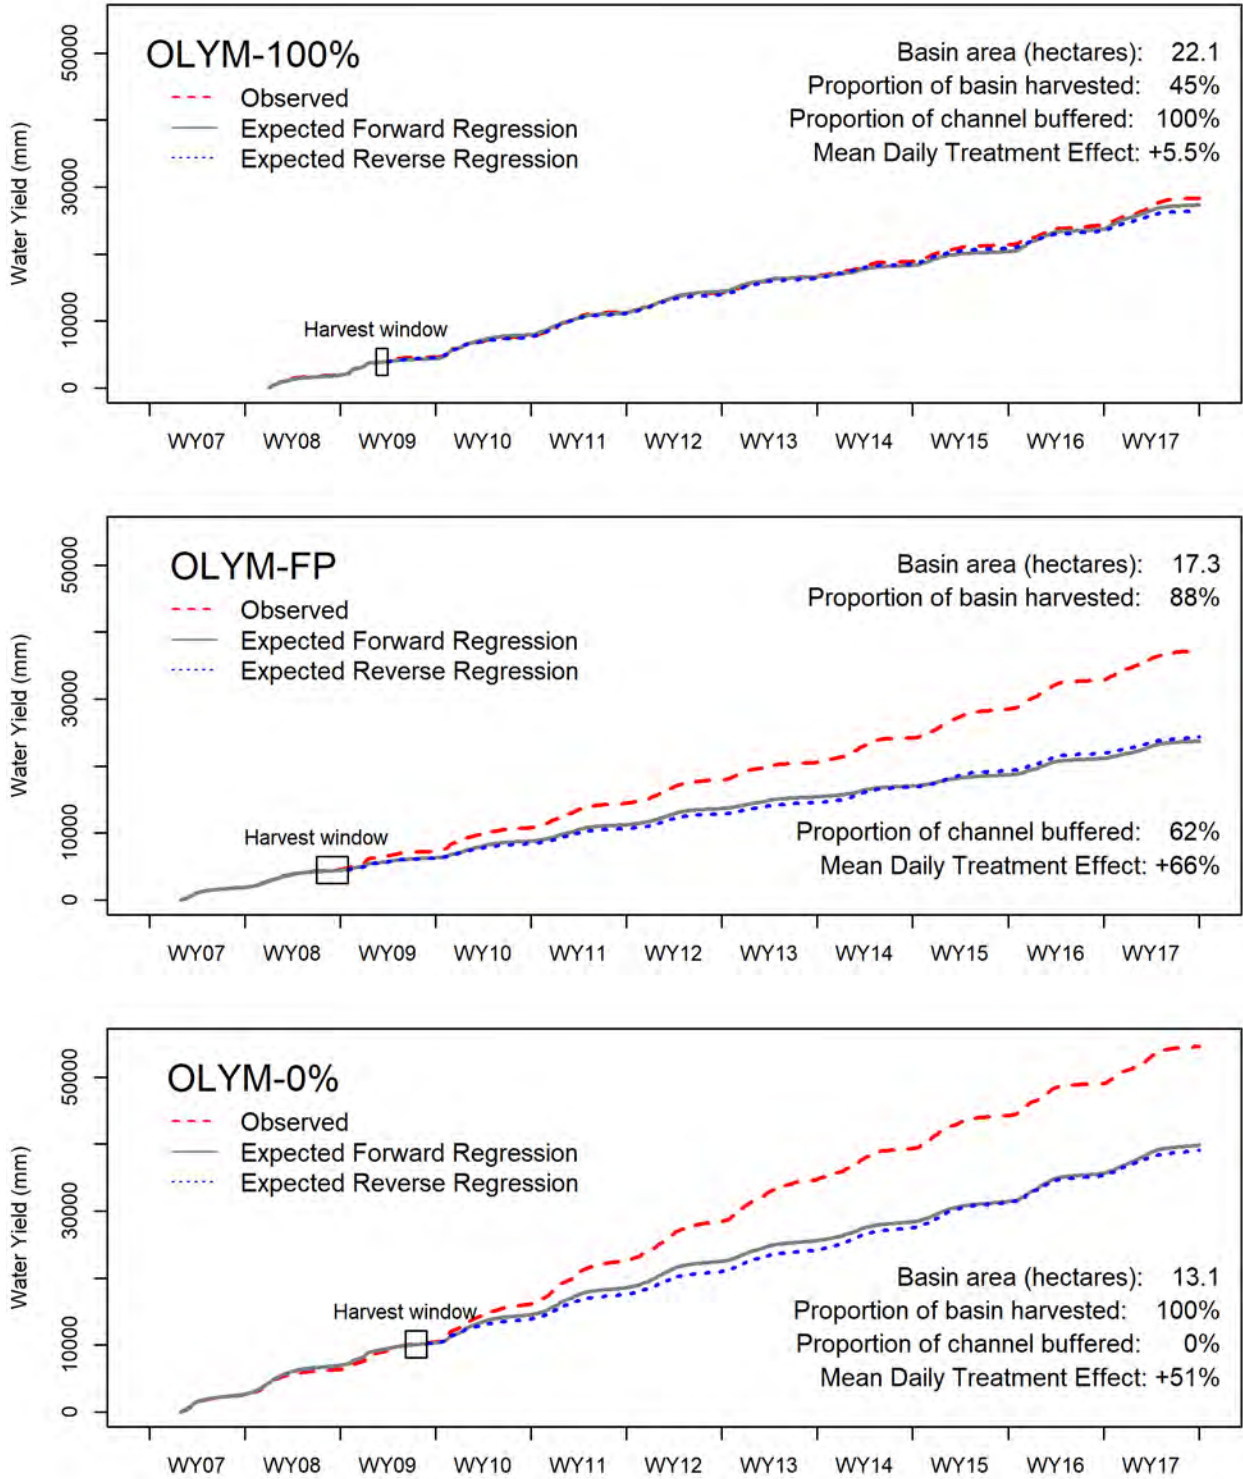 OLYM-100%
Observed
Expected Forward Regression
Expected Reverse Regression
Basin area (hectares): 22.1
Proportion of basin harvested: 45%
Proportion of channel buffered: 100%
Mean Daily Treatment Effect: +5.5%
Harvest window
Water Yield (mm)
50000
30000
10000
0
WY07 WY08 WY09 WY10 WY11 WY12 WY13 WY14 WY15 WY16 WY17
OLYM-FP
Observed
Expected Forward Regression
Expected Reverse Regression
Basin area (hectares): 17.3
Proportion of basin harvested: 88%
Proportion of channel buffered: 62%
Mean Daily Treatment Effect: +66%
Harvest window
Water Yield (mm)
50000
30000
10000
0
WY07 WY08 WY09 WY10 WY11 WY12 WY13 WY14 WY15 WY16 WY17
OLYM-0%
Observed
Expected Forward Regression
Expected Reverse Regression
Basin area (hectares): 13.1
Proportion of basin harvested: 100%
Proportion of channel buffered: 0%
Mean Daily Treatment Effect: +51%
Harvest window
Water Yield (mm)
50000
30000
10000
0
WY07 WY08 WY09 WY10 WY11 WY12 WY13 WY14 WY15 WY16 WY17